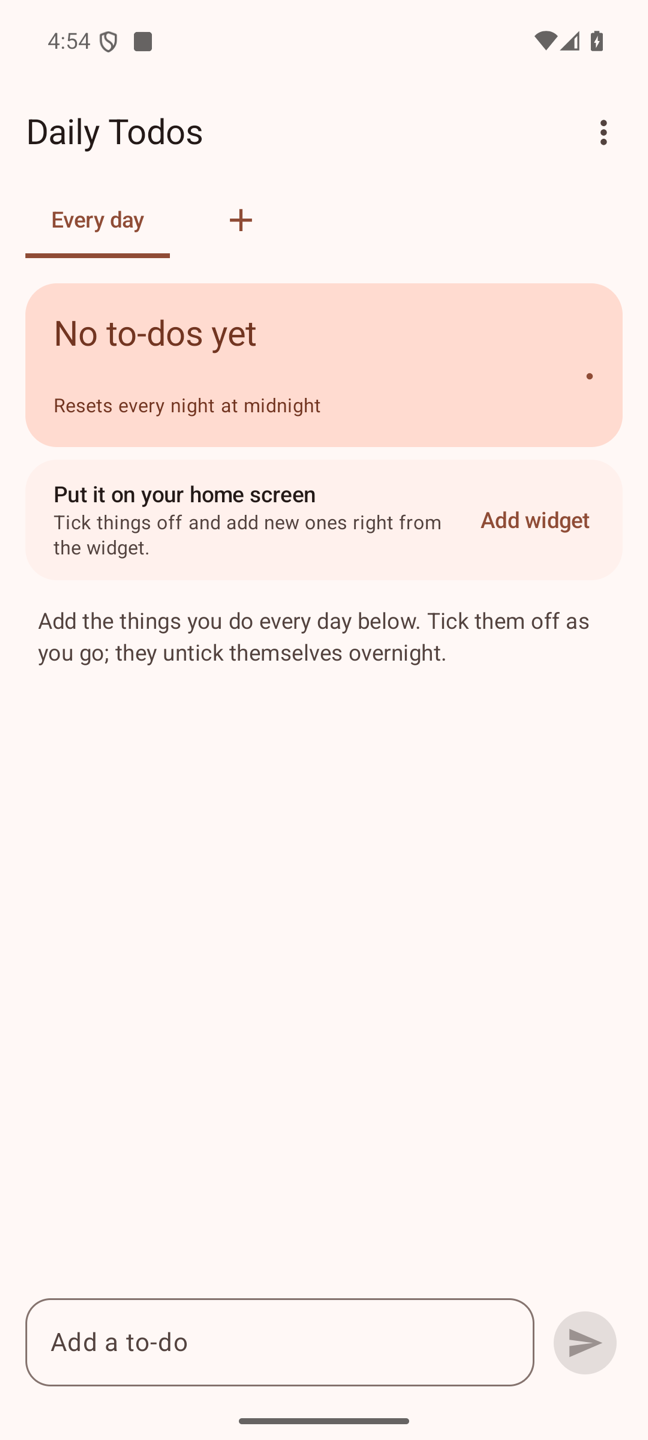 4:54
Daily Todos
Every day
No to-dos yet
Resets every night at midnight
Put it on your home screen
Tick things off and add new ones right from
the widget.
Add widget
Add the things you do every day below. Tick them off as
you go; they untick themselves overnight.
Add a to-do